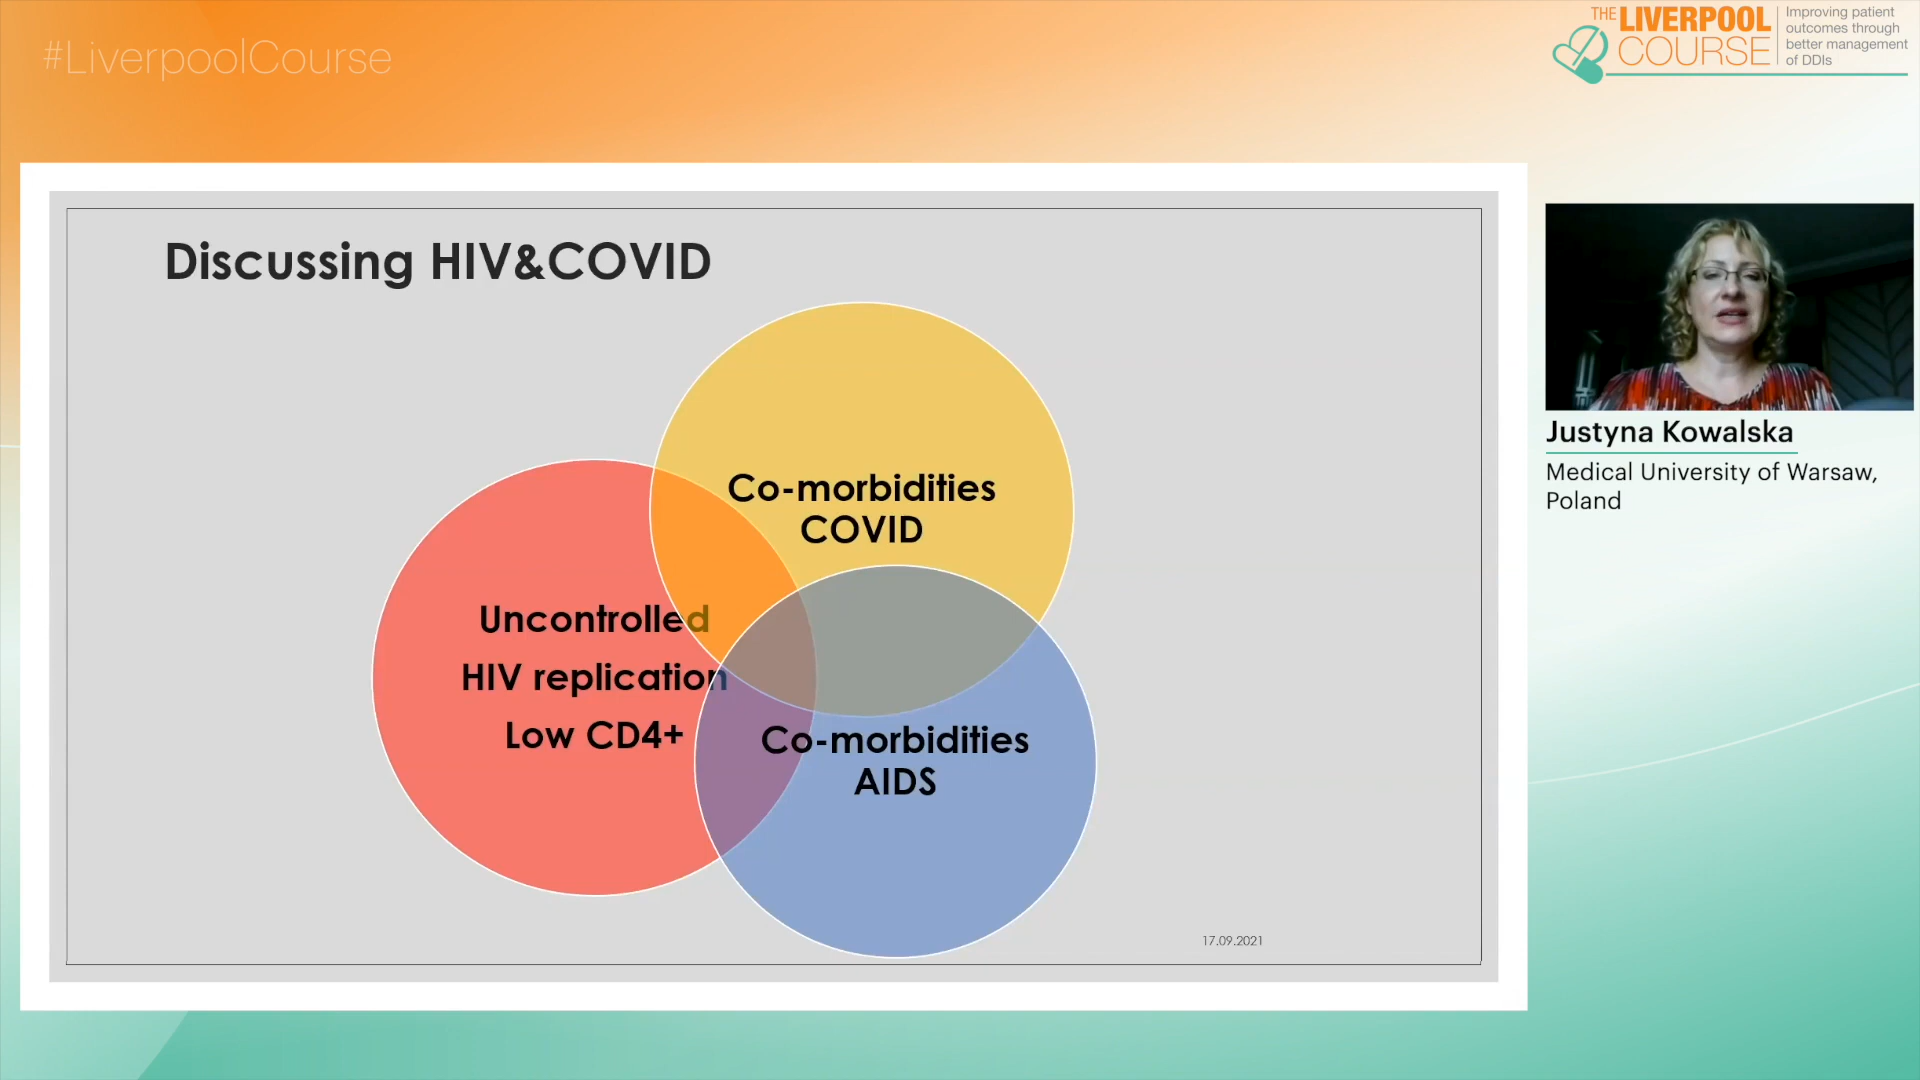 #LiverpoolCourse
THE LIVERPOOL
COURSE
Improving patient
outcomes through
better management
of DDIs
Discussing HIV&COVID
Co-morbidities
COVID
Uncontrolled
HIV replication
Low CD4+
Co-morbidities
AIDS
17.09.2021
Justyna Kowalska
Medical University of Warsaw,
Poland